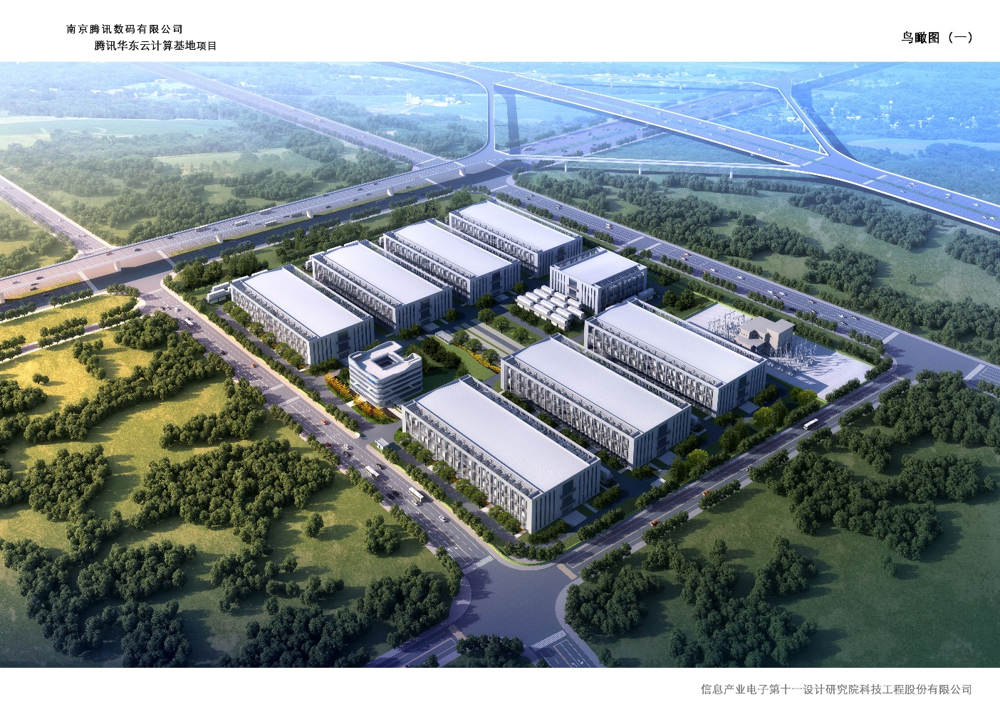 南京腾讯数码有限公司
腾讯华东云计算基地项目
鸟瞰图（一）
信息产业电子第十一设计研究院科技工程股份有限公司